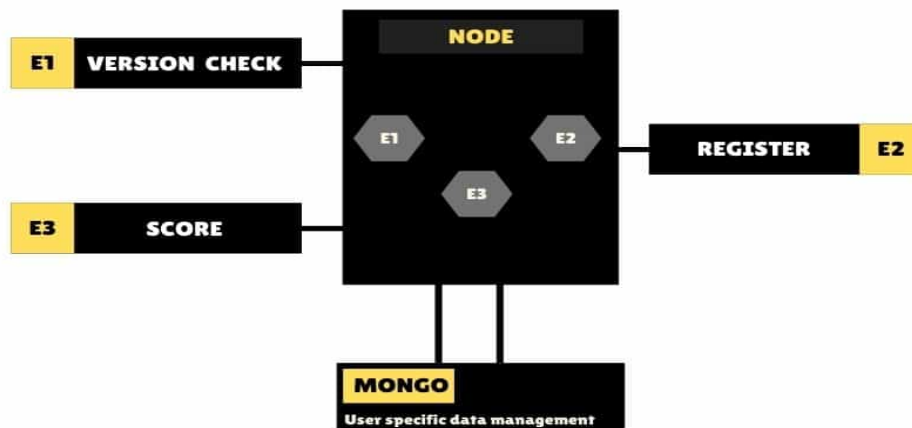 NODE
E1 VERSION CHECK
E1
E2
E3
REGISTER E2
E3 SCORE
MONGO
User specific data management